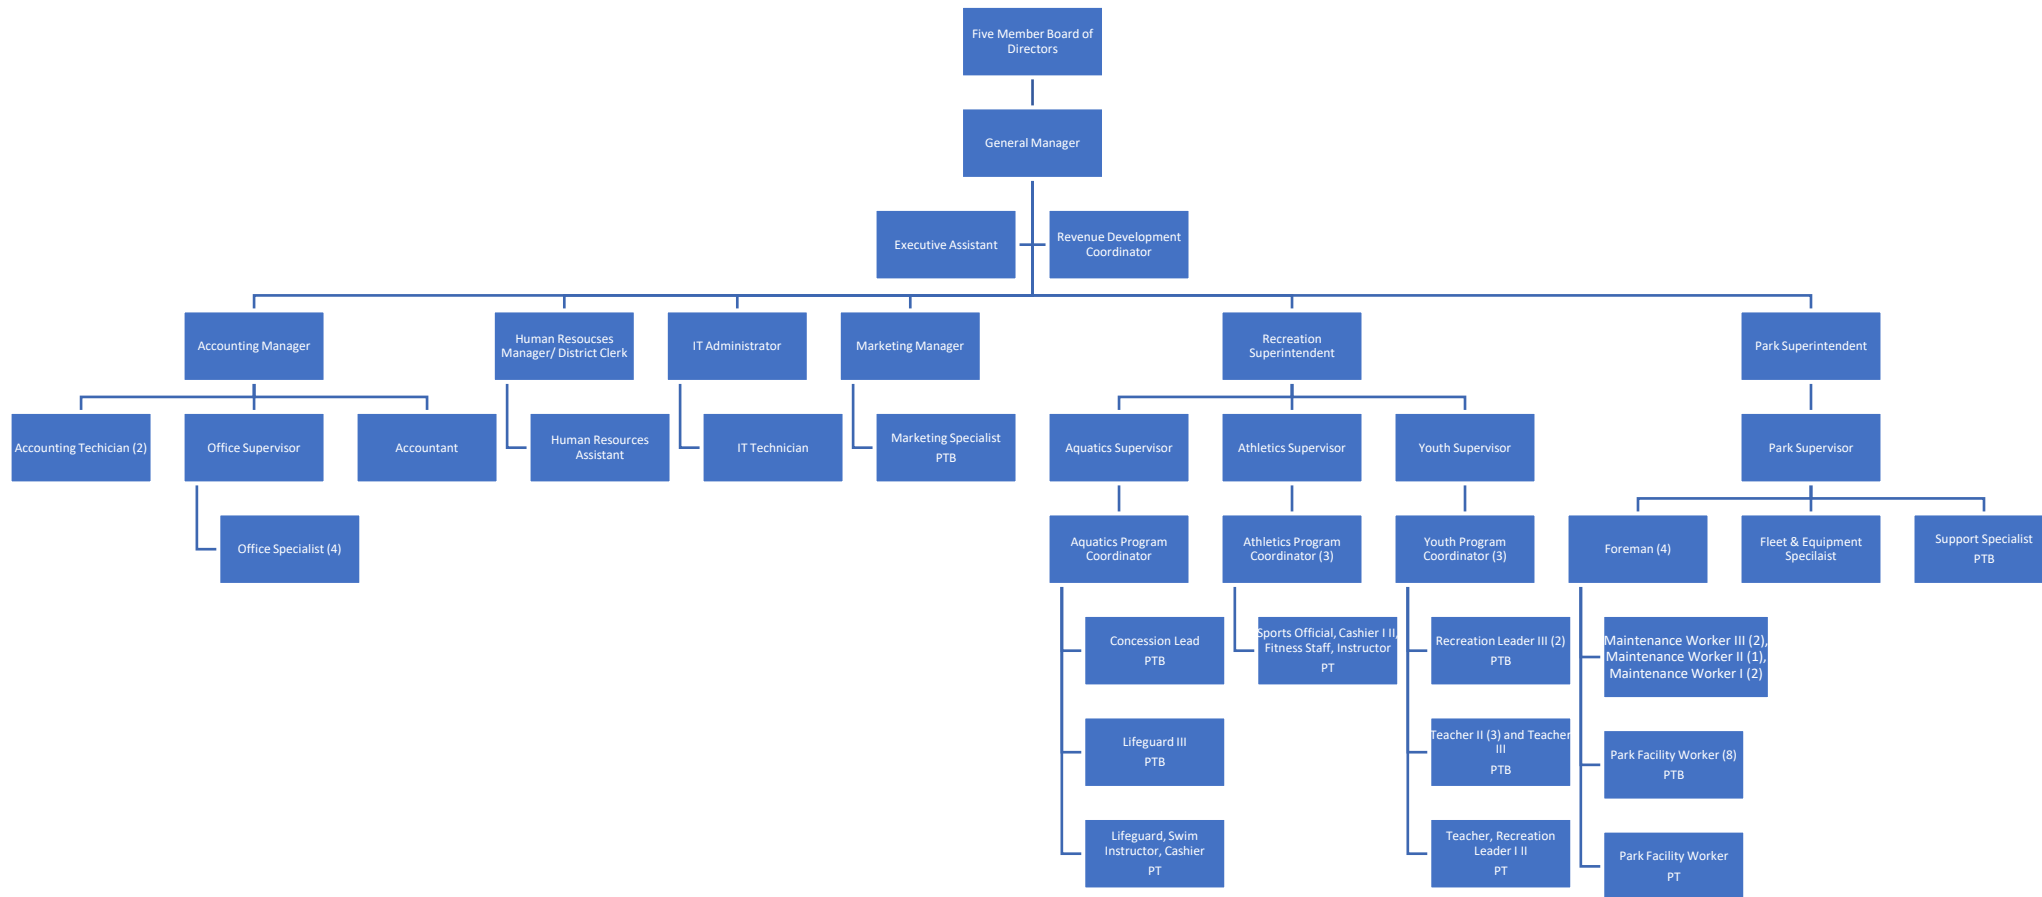 Five Member Board of
Directors
General Manager
Executive Assistant
Revenue Development
Coordinator
Accounting Manager
Human Resoucses
Manager/ District Clerk
IT Administrator
Marketing Manager
Recreation
Superintendent
Park Superintendent
Accounting Techician (2)
Office Supervisor
Accountant
Human Resources
Assistant
IT Technician
Marketing Specialist
PTB
Aquatics Supervisor
Athletics Supervisor
Youth Supervisor
Park Supervisor
Office Specialist (4)
Aquatics Program
Coordinator
Athletics Program
Coordinator (3)
Youth Program
Coordinator (3)
Foreman (4)
Fleet & Equipment
Specilaist
Support Specialist
PTB
Concession Lead
PTB
Sports Official, Cashier I II,
Fitness Staff, Instructor
PT
Recreation Leader III (2)
PTB
Maintenance Worker III (2),
Maintenance Worker II (1),
Maintenance Worker I (2)
Lifeguard III
PTB
Teacher II (3) and Teacher
III
PTB
Park Facility Worker (8)
PTB
Lifeguard, Swim
Instructor, Cashier
PT
Teacher, Recreation
Leader I II
PT
Park Facility Worker
PT